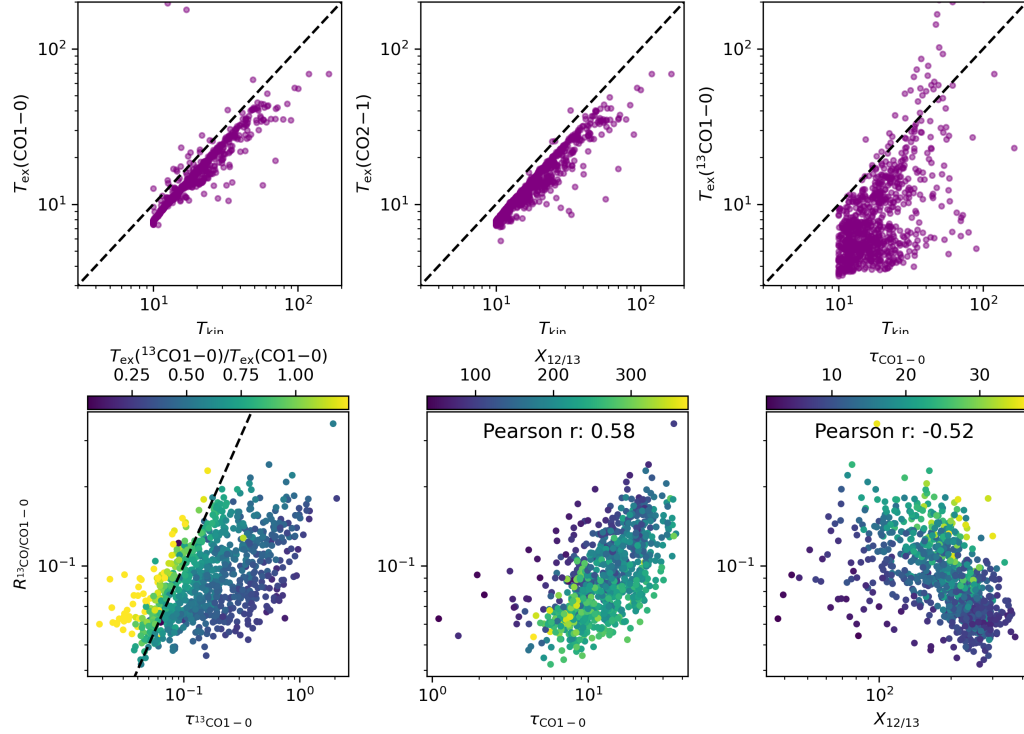 10²
10¹
T_ex(CO1−0)
10¹
10²
T_kin
10²
10¹
T_ex(CO2−1)
10¹
10²
T_kin
10²
10¹
T_ex(¹³CO1−0)
10¹
10²
T_kin
T_ex(¹³CO1−0)/T_ex(CO1−0)
0.25 0.50 0.75 1.00
X_12/13
100 200 300
τ_CO1−0
10 20 30
R_¹³CO/CO1−0
10⁻¹
10⁻¹
10⁰
τ_¹³CO1−0
Pearson r: 0.58
10⁻¹
10⁰
10¹
τ_CO1−0
Pearson r: -0.52
10⁻¹
10²
X_12/13